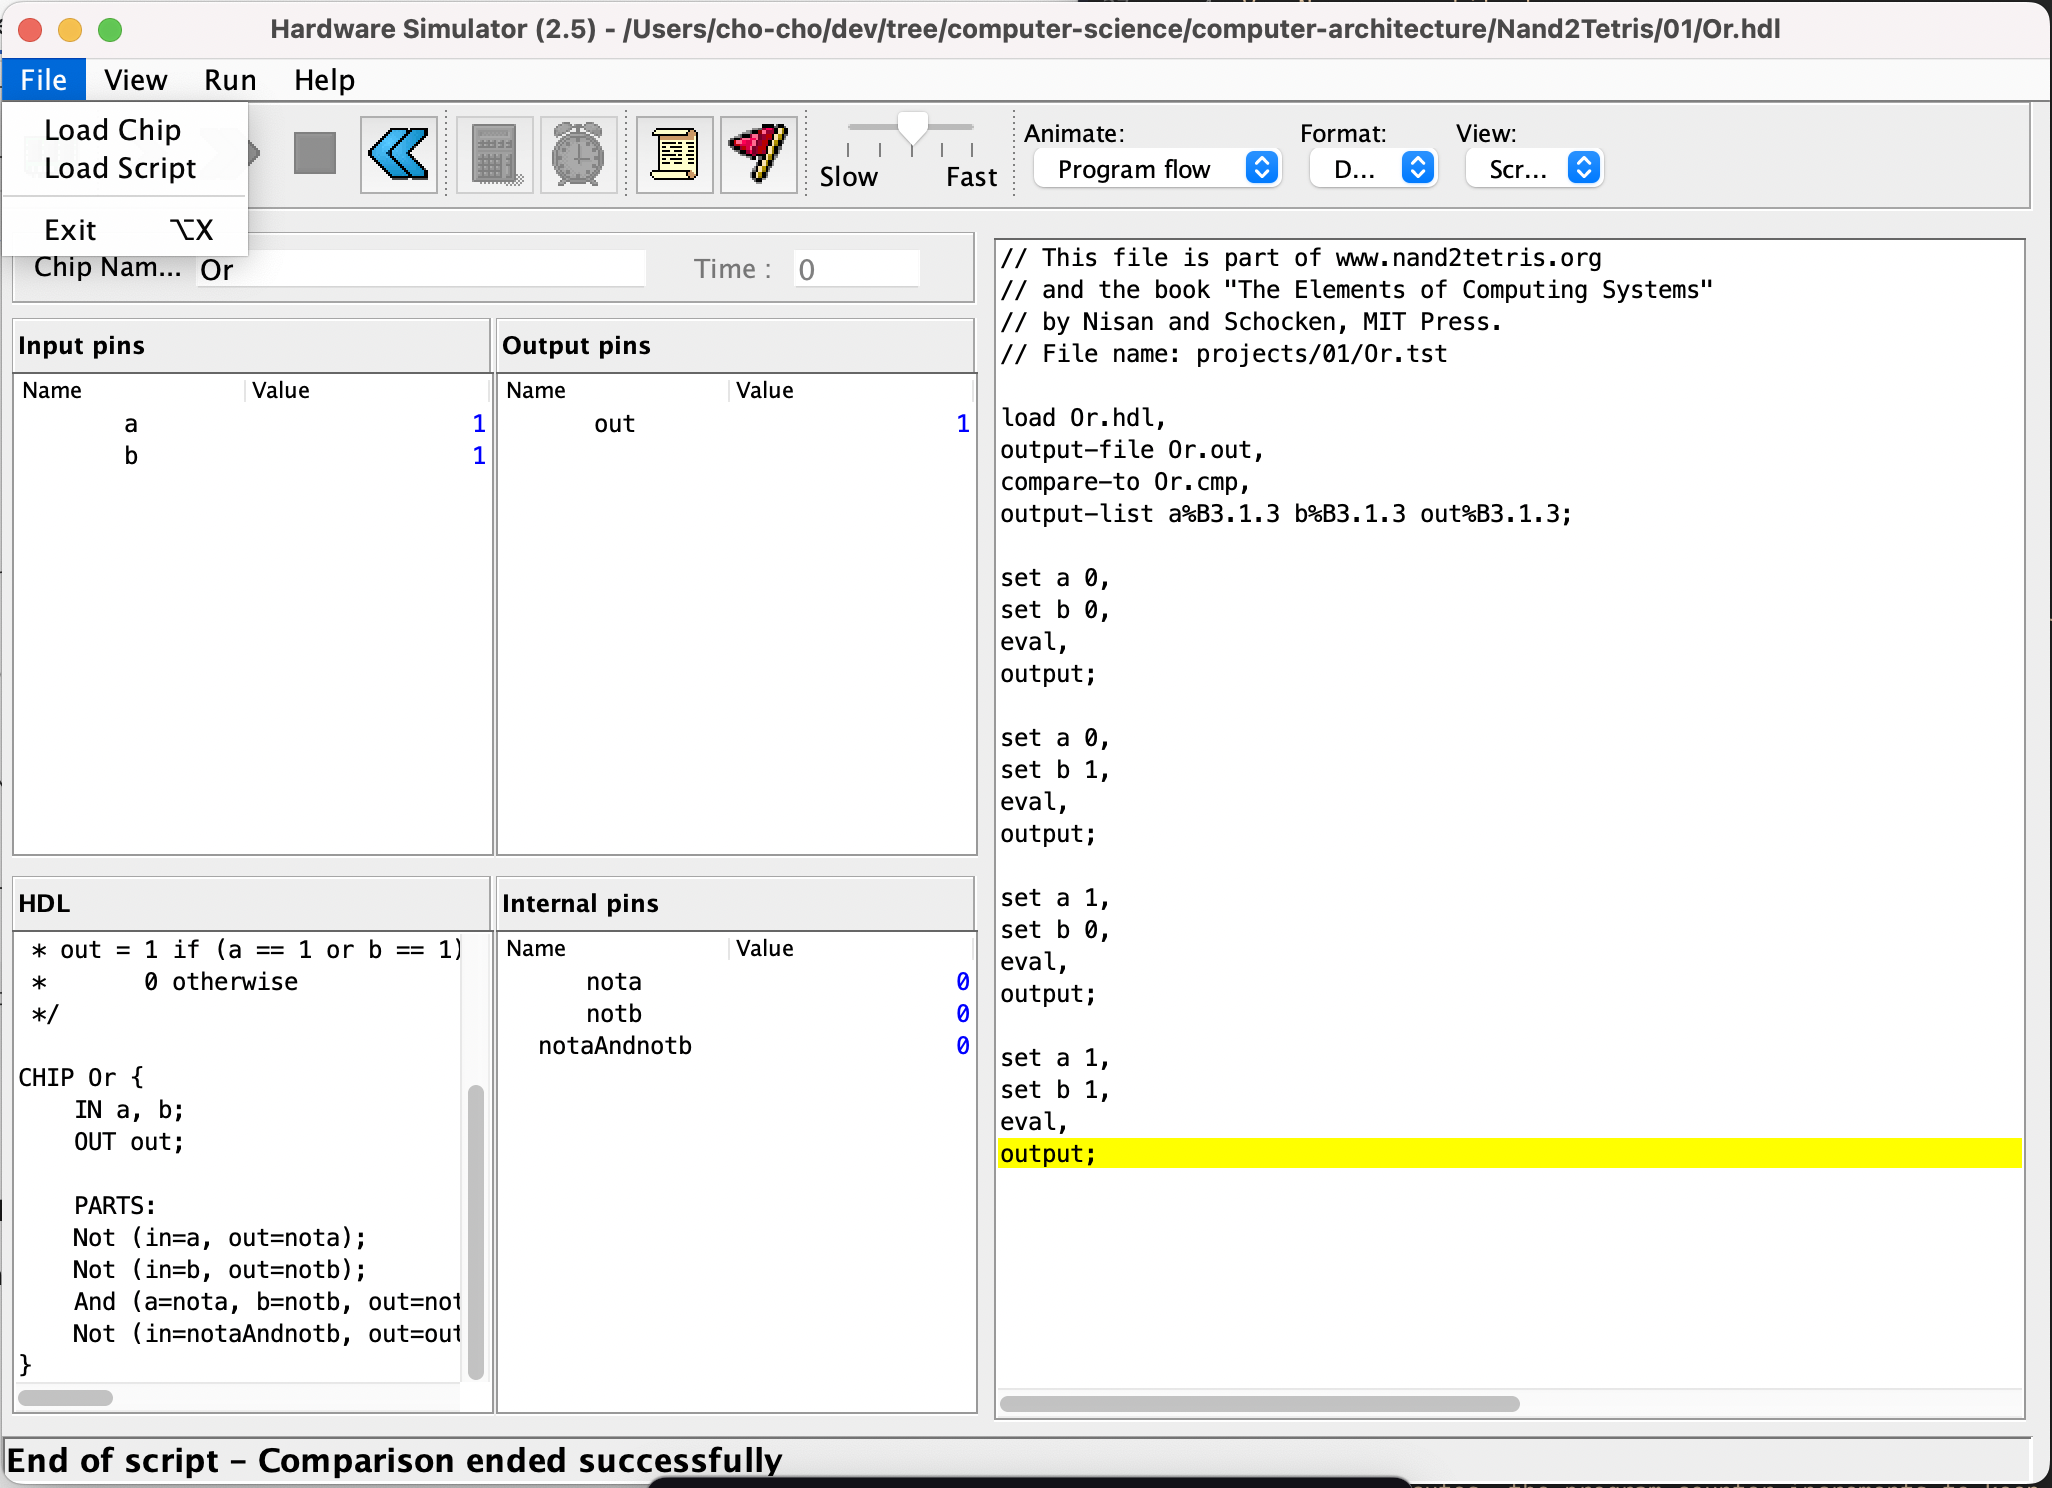 Hardware Simulator (2.5) - /Users/cho-cho/dev/tree/computer-science/computer-architecture/Nand2Tetris/01/Or.hdl
File View Run Help
Load Chip
Load Script
Exit ⌥X
Slow Fast
Animate:
Program flow
Format:
D...
View:
Scr...
Chip Nam... Or Time : 0
Input pins
Name Value
a 1
b 1
Output pins
Name Value
out 1
HDL
* out = 1 if (a == 1 or b == 1)
* 0 otherwise
*/
CHIP Or {
IN a, b;
OUT out;
PARTS:
Not (in=a, out=nota);
Not (in=b, out=notb);
And (a=nota, b=notb, out=not
Not (in=notaAndnotb, out=out
}
Internal pins
Name Value
nota 0
notb 0
notaAndnotb 0
// This file is part of www.nand2tetris.org
// and the book "The Elements of Computing Systems"
// by Nisan and Schocken, MIT Press.
// File name: projects/01/Or.tst
load Or.hdl,
output-file Or.out,
compare-to Or.cmp,
output-list a%B3.1.3 b%B3.1.3 out%B3.1.3;
set a 0,
set b 0,
eval,
output;
set a 0,
set b 1,
eval,
output;
set a 1,
set b 0,
eval,
output;
set a 1,
set b 1,
eval,
output;
End of script - Comparison ended successfully